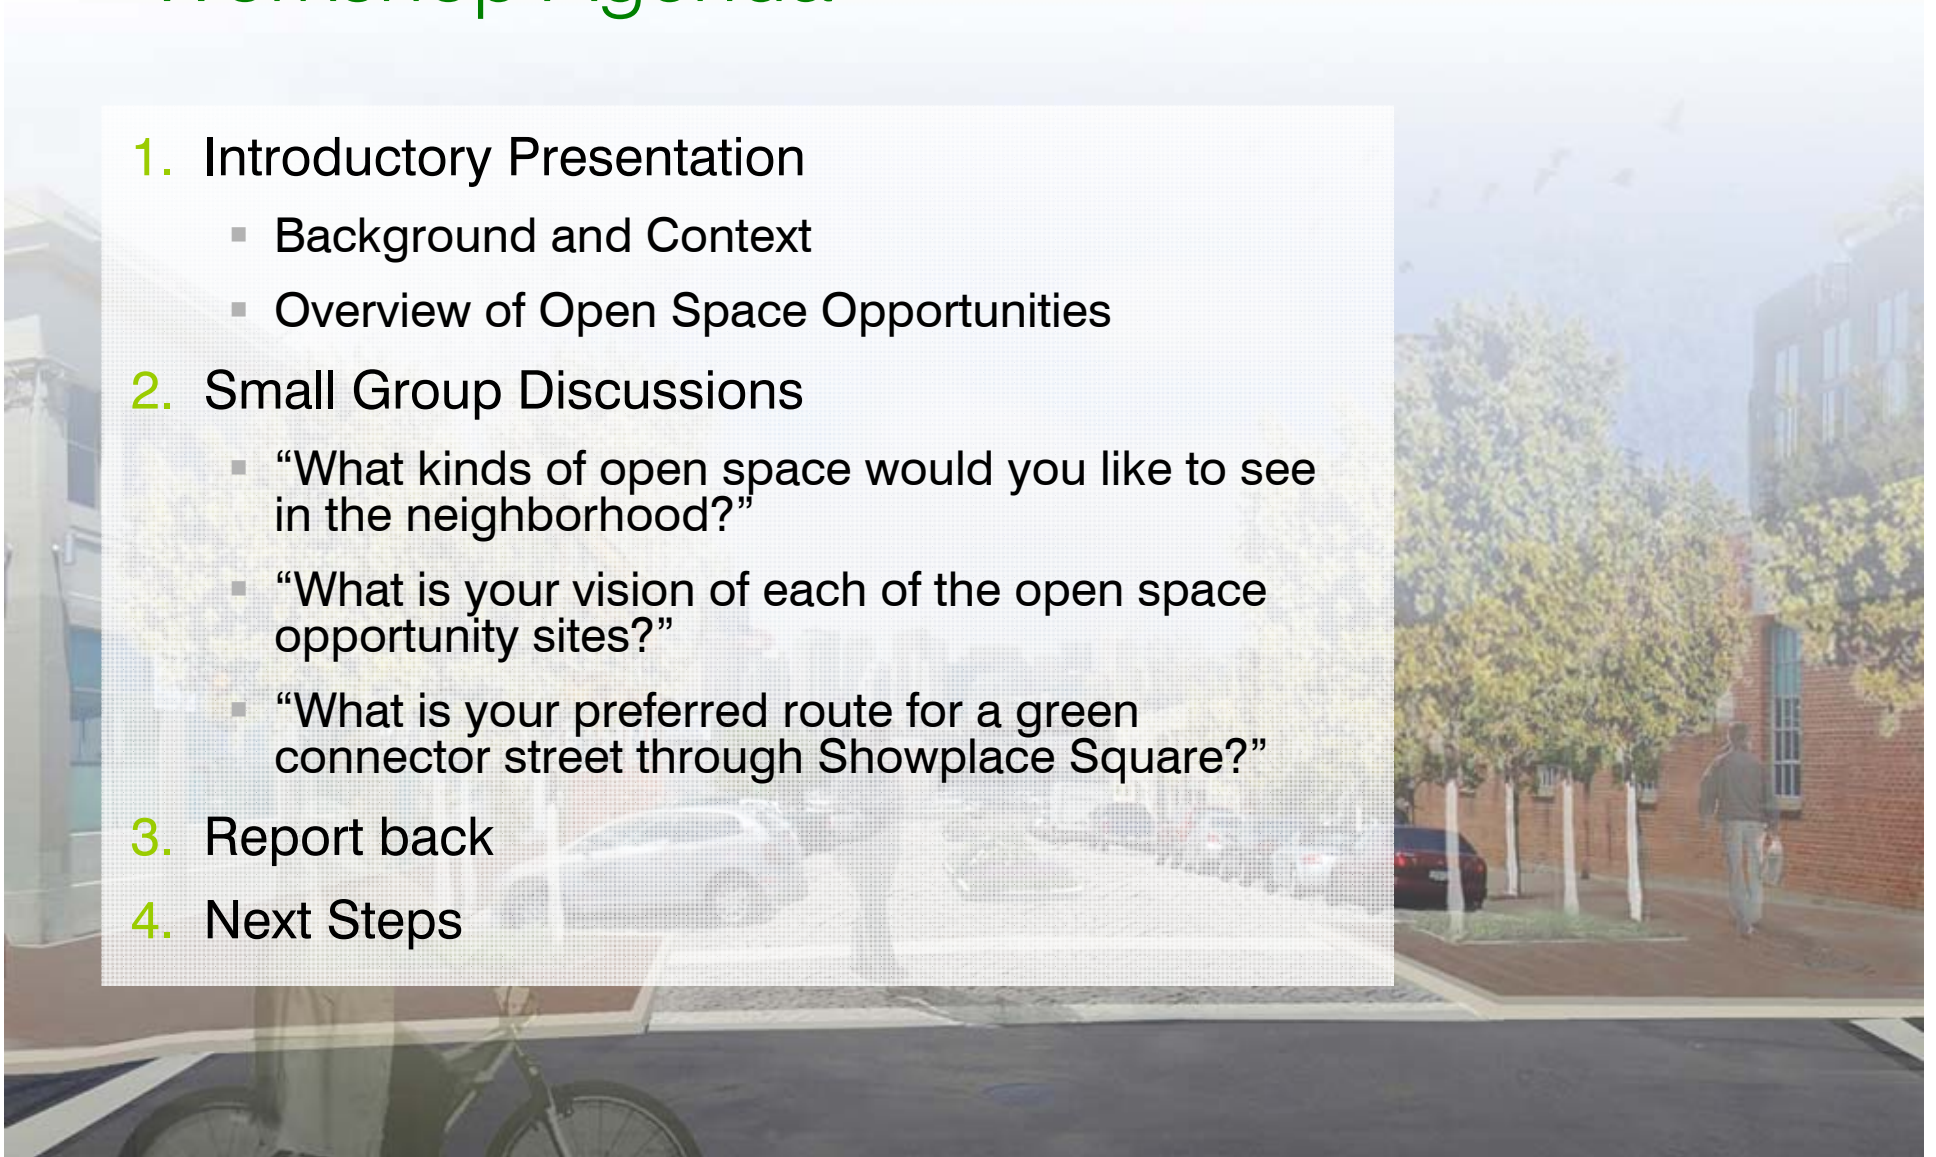 Workshop Agenda
1. Introductory Presentation
▪ Background and Context
▪ Overview of Open Space Opportunities
2. Small Group Discussions
▪ “What kinds of open space would you like to see
in the neighborhood?”
▪ “What is your vision of each of the open space
opportunity sites?”
▪ “What is your preferred route for a green
connector street through Showplace Square?”
3. Report back
4. Next Steps